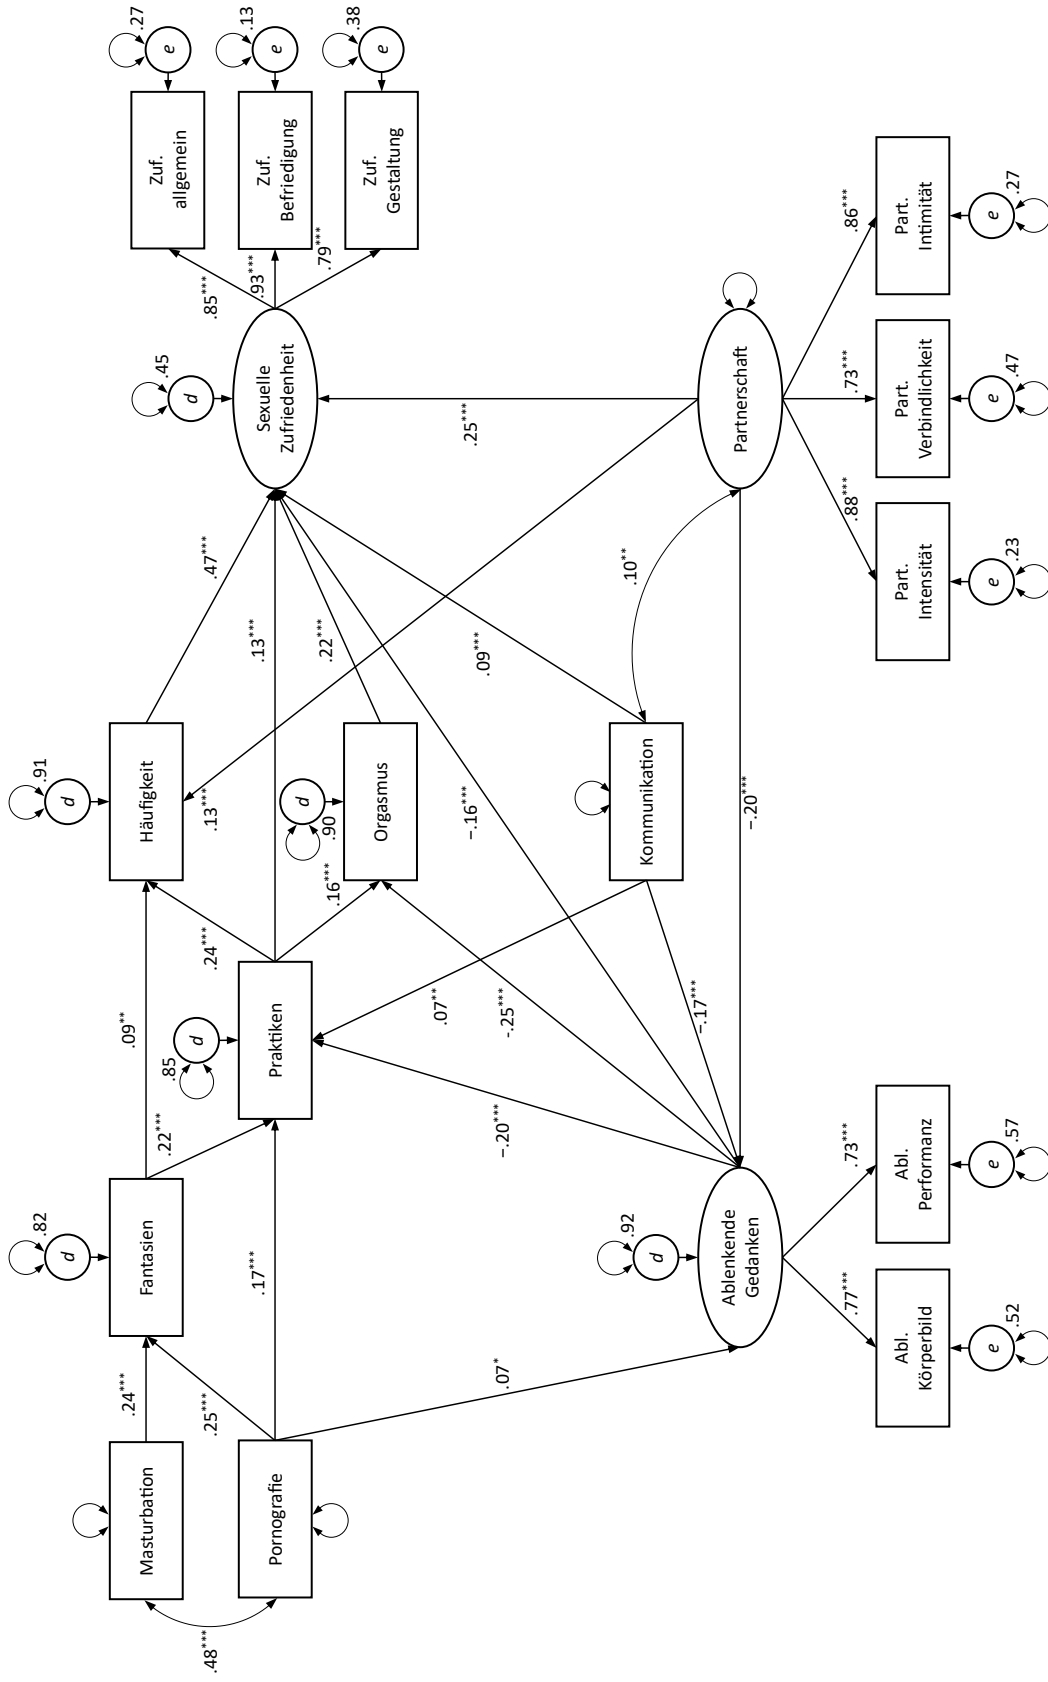 .48***
Masturbation
Pornografie
.24***
.25***
.17***
.07*
Fantasien
d
.82
.22***
.09**
Praktiken
d
.85
.24***
.16***
.13***
Häufigkeit
d
.91
.13***
.47***
Orgasmus
d
.90
.22***
Kommunikation
.09***
.07**
−.17***
.10**
Ablenkende
Gedanken
d
.92
−.20***
-.25***
−.16***
−.20***
.77***
.73***
Abl.
Körperbild
e
.52
Abl.
Performanz
e
.57
Partnerschaft
.25***
.88***
.73***
.86***
Part.
Intensität
e
.23
Part.
Verbindlichkeit
e
.47
Part.
Intimität
e
.27
Sexuelle
Zufriedenheit
d
.45
.85***
.93***
.79***
Zuf.
allgemein
e
.27
Zuf.
Befriedigung
e
.13
Zuf.
Gestaltung
e
.38